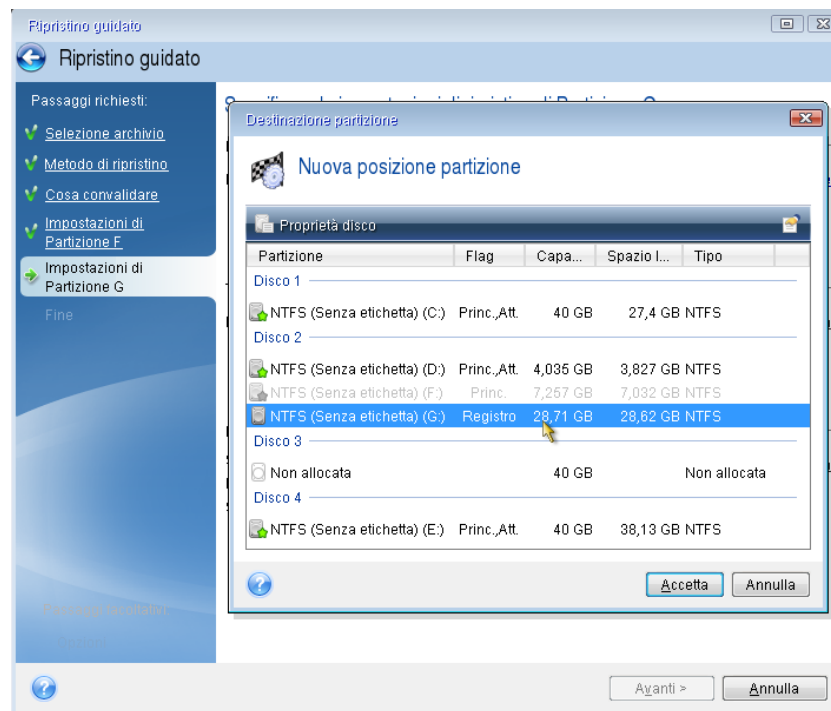 Ripristino guidato
Ripristino guidato
Passaggi richiesti:
Selezione archivio
Metodo di ripristino
Cosa convalidare
Impostazioni di
Partizione F
Impostazioni di
Partizione G
Fine
Destinazione partizione
Nuova posizione partizione
Proprietà disco
Partizione Flag Capa... Spazio l... Tipo
Disco 1
NTFS (Senza etichetta) (C:) Princ.,Att. 40 GB 27,4 GB NTFS
Disco 2
NTFS (Senza etichetta) (D:) Princ.,Att. 4,035 GB 3,827 GB NTFS
NTFS (Senza etichetta) (F:) Princ. 7,257 GB 7,032 GB NTFS
NTFS (Senza etichetta) (G:) Registro 28,71 GB 28,62 GB NTFS
Disco 3
Non allocata 40 GB Non allocata
Disco 4
NTFS (Senza etichetta) (E:) Princ.,Att. 40 GB 38,13 GB NTFS
Accetta Annulla
Avanti > Annulla